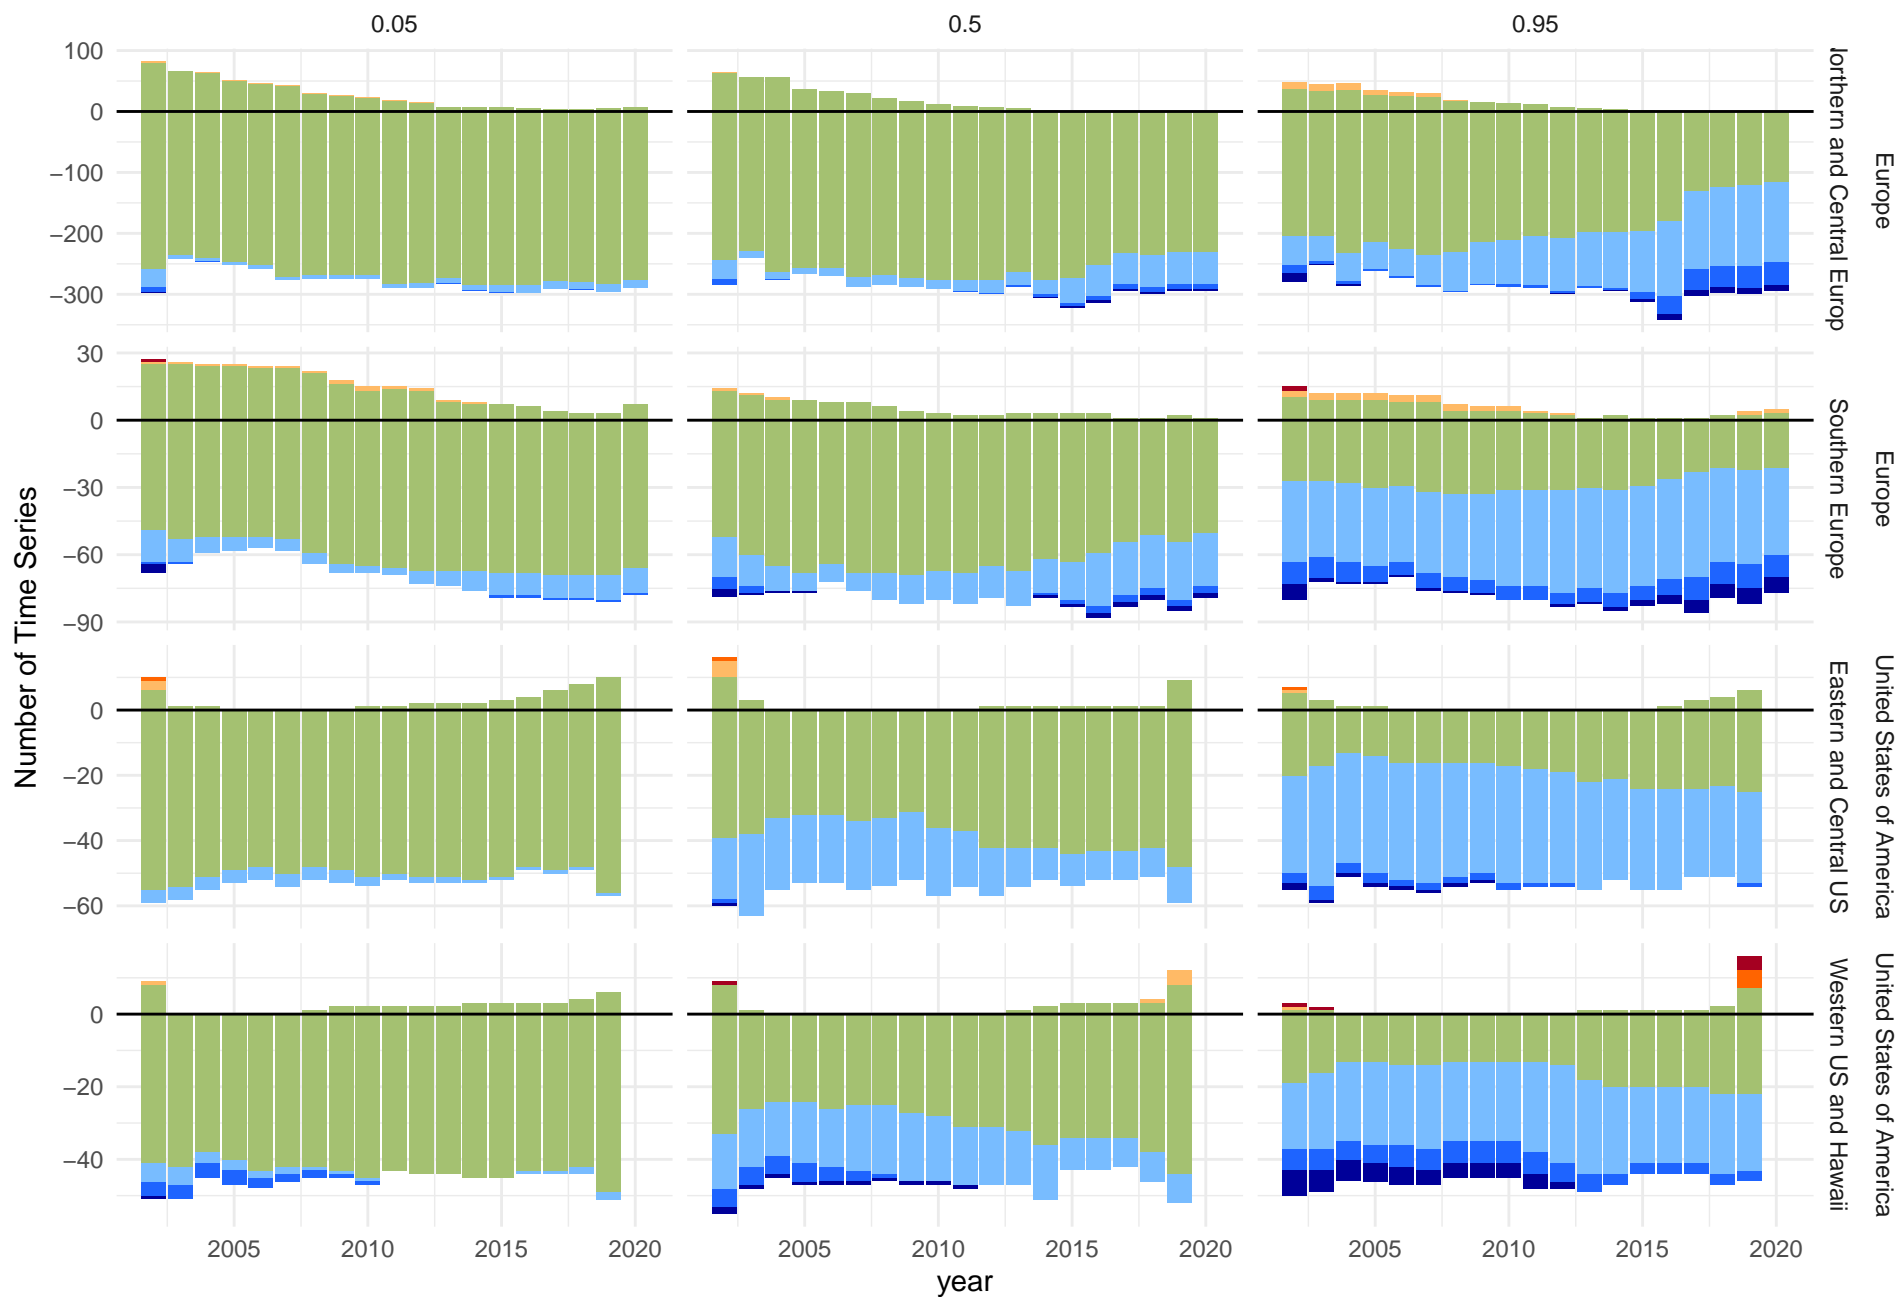 0.05 0.5 0.95
100
0
−100
−200
−300
orthern and Central Europ
Europe
30
0
−30
−60
−90
Southern Europe
Europe
0
−20
−40
−60
Eastern and Central US
United States of America
0
−20
−40
Western US and Hawaii
United States of America
Number of Time Series
2005 2010 2015 2020 2005 2010 2015 2020 2005 2010 2015 2020
year